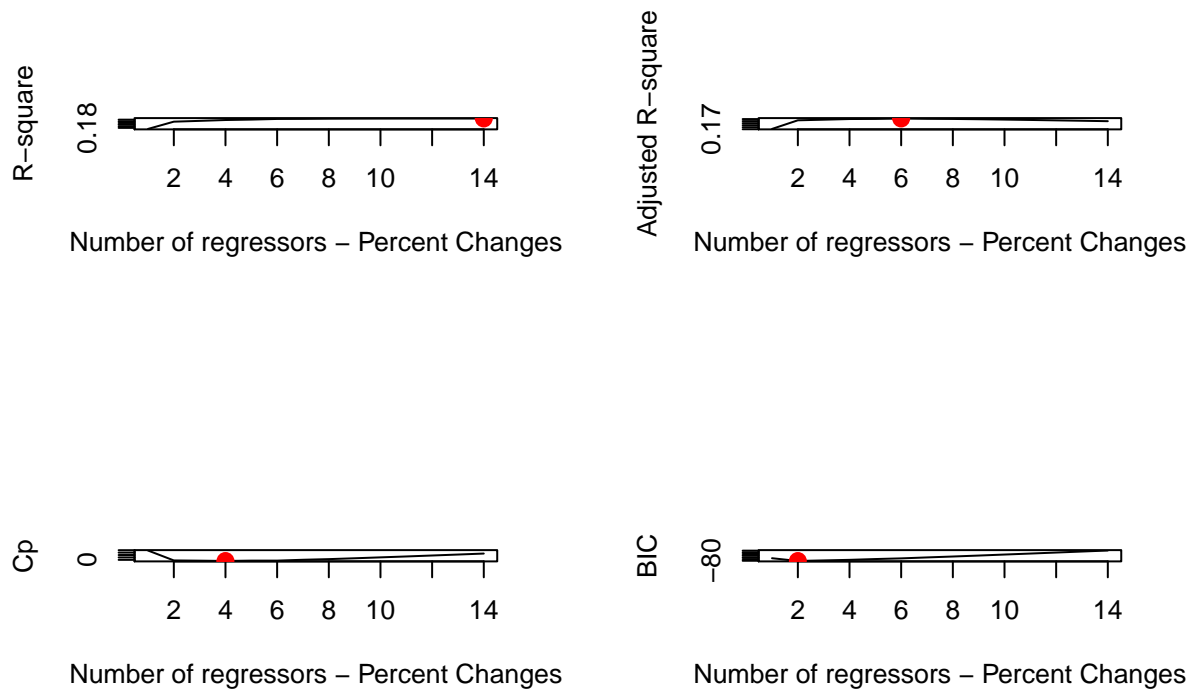 R−square
0.18
2 4 6 8 10 14
Number of regressors − Percent Changes
Adjusted R−square
0.17
2 4 6 8 10 14
Number of regressors − Percent Changes
Cp
0
2 4 6 8 10 14
Number of regressors − Percent Changes
BIC
−80
2 4 6 8 10 14
Number of regressors − Percent Changes